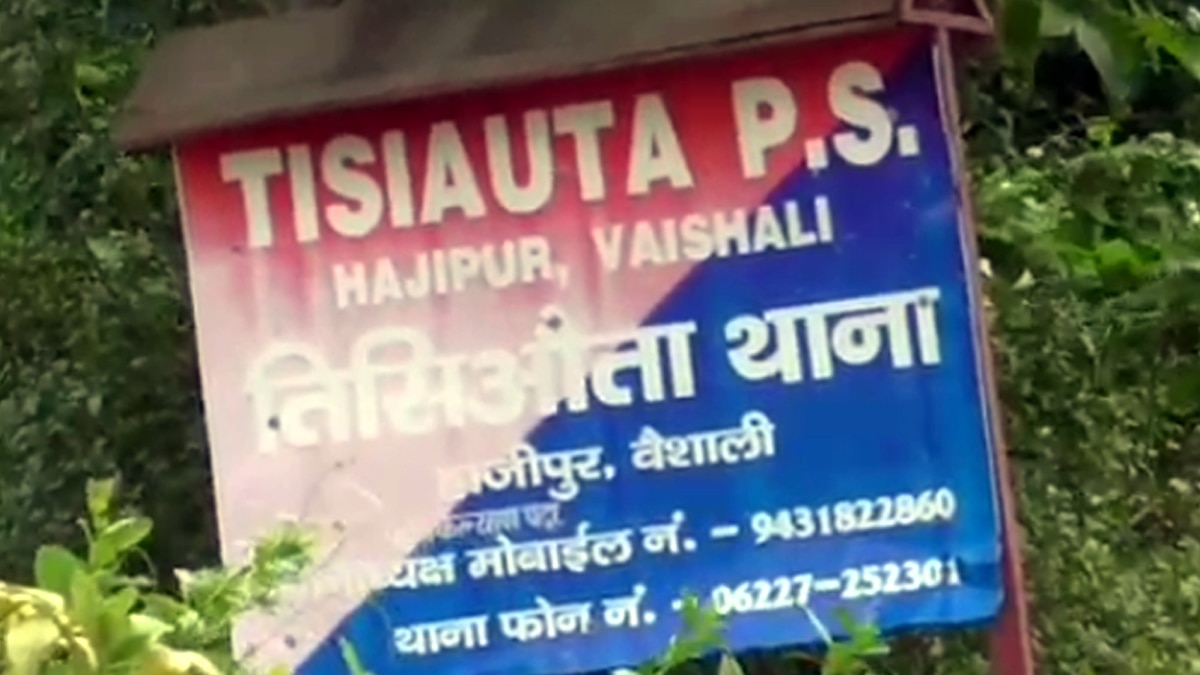 TISIAUTA P.S.
HAJIPUR, VAISHALI
तिसिऔता थाना
हाजीपुर, वैशाली
मोबाईल नं. - 9431822860
थाना फोन नं. - 06227-252301